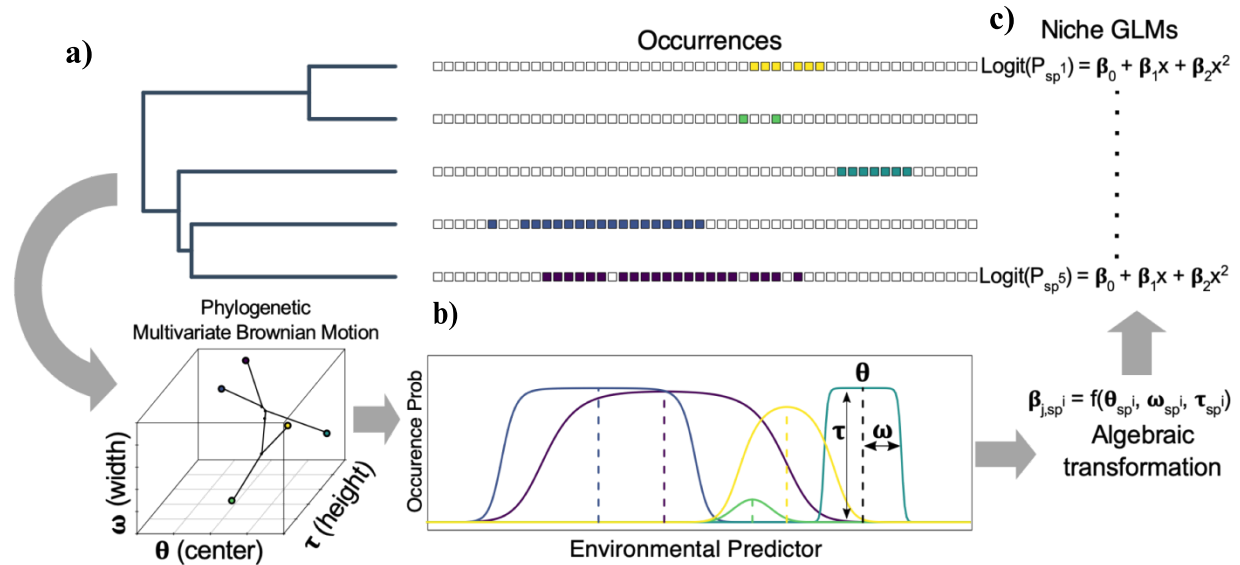 a)
Occurrences
c)
Niche GLMs
Logit(P_sp1) = β0 + β1x + β2x²
Logit(P_sp5) = β0 + β1x + β2x²
Phylogenetic
Multivariate Brownian Motion
ω (width)
θ (center)
τ (height)
b)
Occurence Prob
θ
τ
ω
Environmental Predictor
βj,spi = f(θspi, ωspi, τspi)
Algebraic
transformation